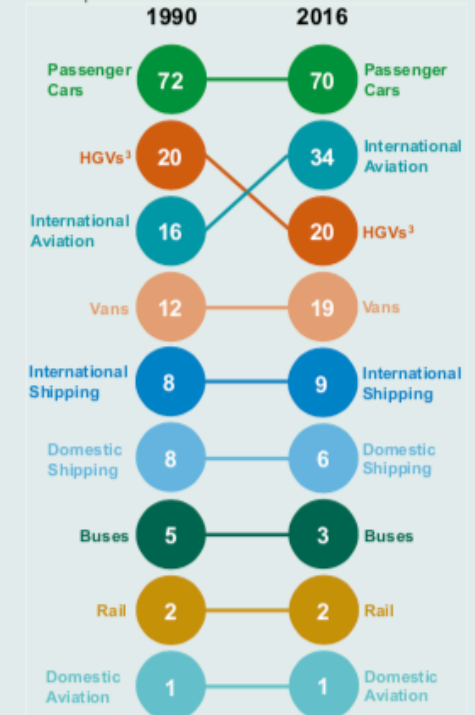 1990 2016
Passenger
Cars
72 70
Passenger
Cars
HGVs³ 20 34
International
Aviation
International
Aviation
16 20 HGVs³
Vans 12 19 Vans
International
Shipping
8 9
International
Shipping
Domestic
Shipping
8 6
Domestic
Shipping
Buses 5 3 Buses
Rail 2 2 Rail
Domestic
Aviation
1 1
Domestic
Aviation